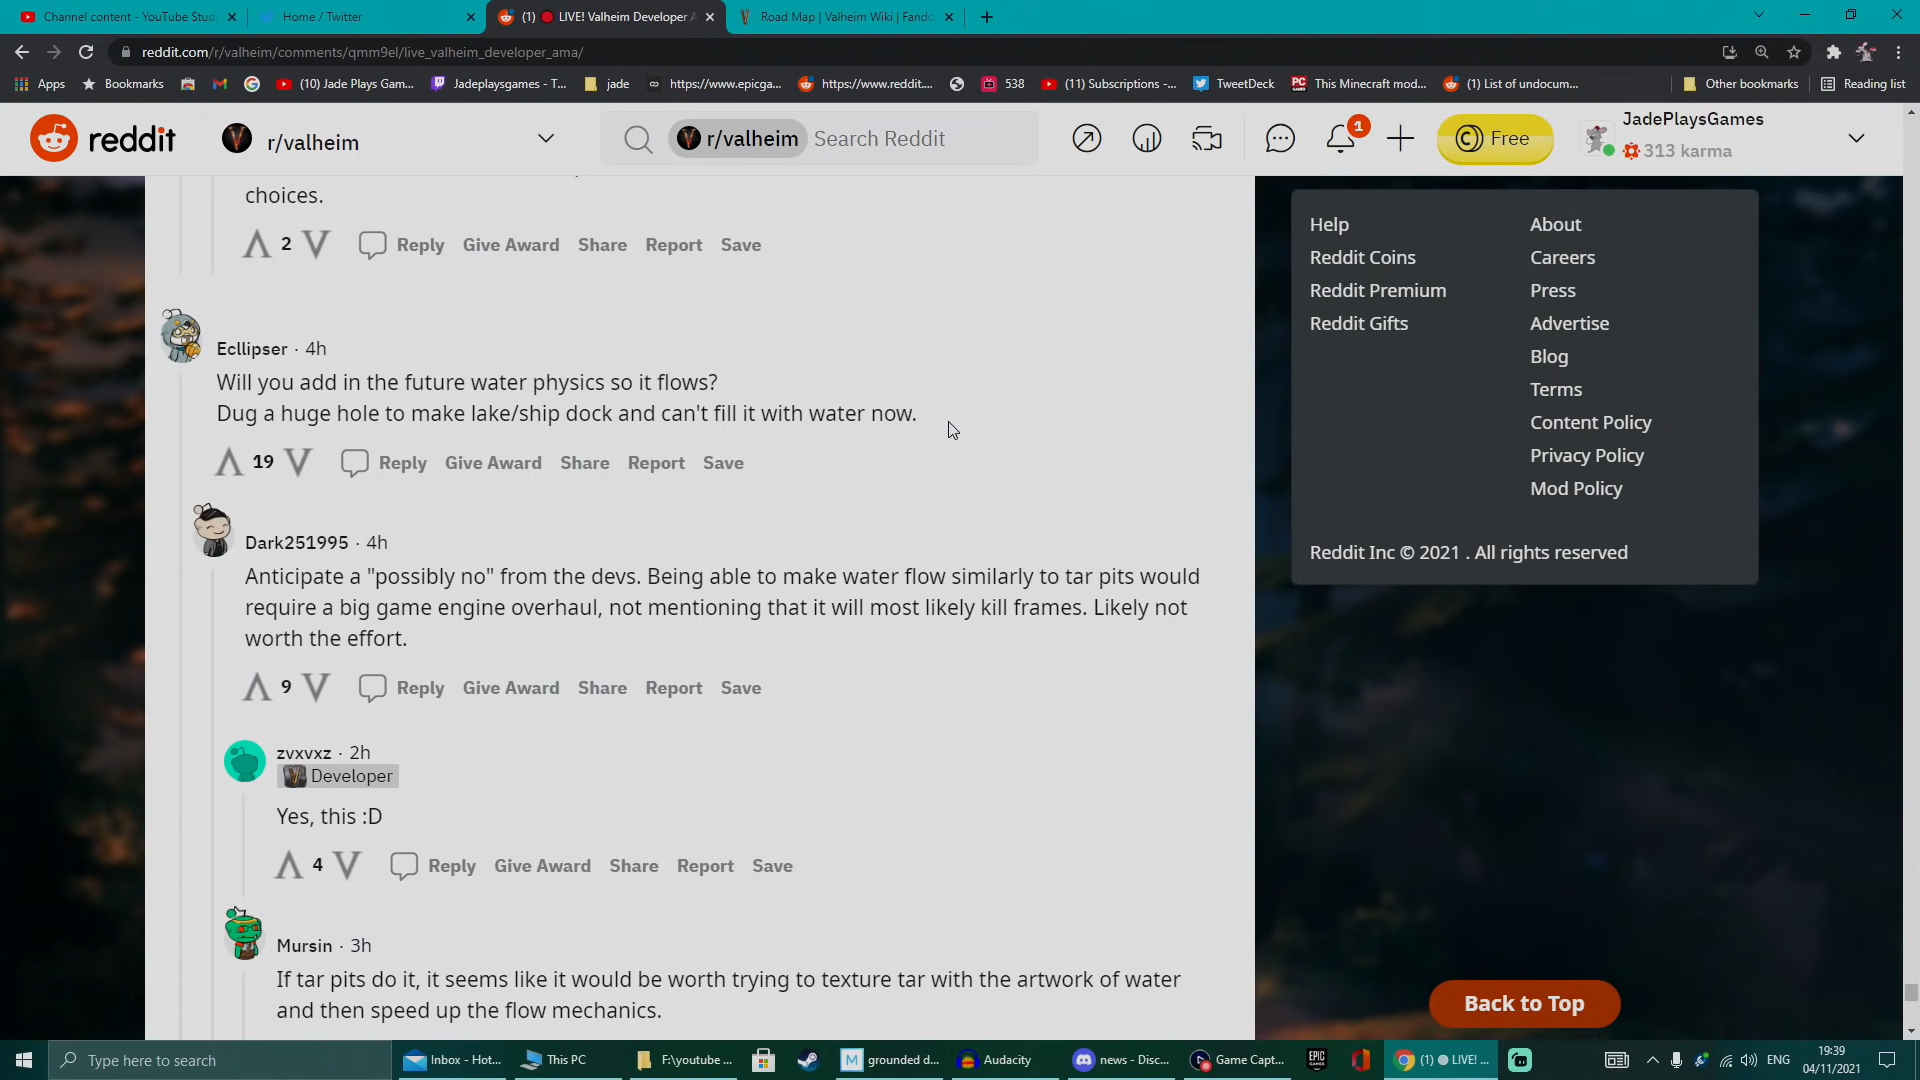 Channel content - YouTube Stud
Home / Twitter
(1) 🔴 LIVE! Valheim Developer A
Road Map | Valheim Wiki | Fando
reddit.com/r/valheim/comments/qmm9el/live_valheim_developer_ama/
Apps
Bookmarks
(10) Jade Plays Gam...
Jadeplaysgames - T...
jade
https://www.epicga...
https://www.reddit....
538
(11) Subscriptions -...
TweetDeck
This Minecraft mod...
(1) List of undocum...
Other bookmarks
Reading list
reddit
r/valheim
r/valheim
Search Reddit
1
Free
JadePlaysGames
313 karma
choices.
2 Reply Give Award Share Report Save
Ecllipser · 4h
Will you add in the future water physics so it flows?
Dug a huge hole to make lake/ship dock and can't fill it with water now.
19 Reply Give Award Share Report Save
Dark251995 · 4h
Anticipate a "possibly no" from the devs. Being able to make water flow similarly to tar pits would
require a big game engine overhaul, not mentioning that it will most likely kill frames. Likely not
worth the effort.
9 Reply Give Award Share Report Save
zvxvxz · 2h
Developer
Yes, this :D
4 Reply Give Award Share Report Save
Mursin · 3h
If tar pits do it, it seems like it would be worth trying to texture tar with the artwork of water
and then speed up the flow mechanics.
Help
Reddit Coins
Reddit Premium
Reddit Gifts
About
Careers
Press
Advertise
Blog
Terms
Content Policy
Privacy Policy
Mod Policy
Reddit Inc © 2021 . All rights reserved
Back to Top
Type here to search
Inbox - Hot...
This PC
F:\youtube ...
grounded d...
Audacity
news - Disc...
Game Capt...
EPIC GAMES
(1) 🔴 LIVE! ...
ENG
19:39
04/11/2021